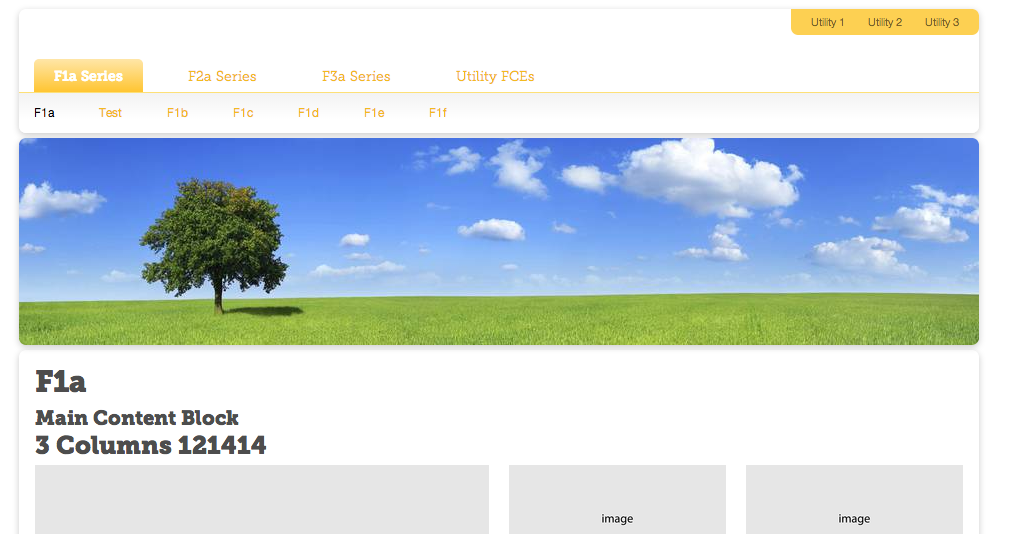 Utility 1 Utility 2 Utility 3
F1a Series F2a Series F3a Series Utility FCEs
F1a Test F1b F1c F1d F1e F1f
F1a
Main Content Block
3 Columns 121414
image image